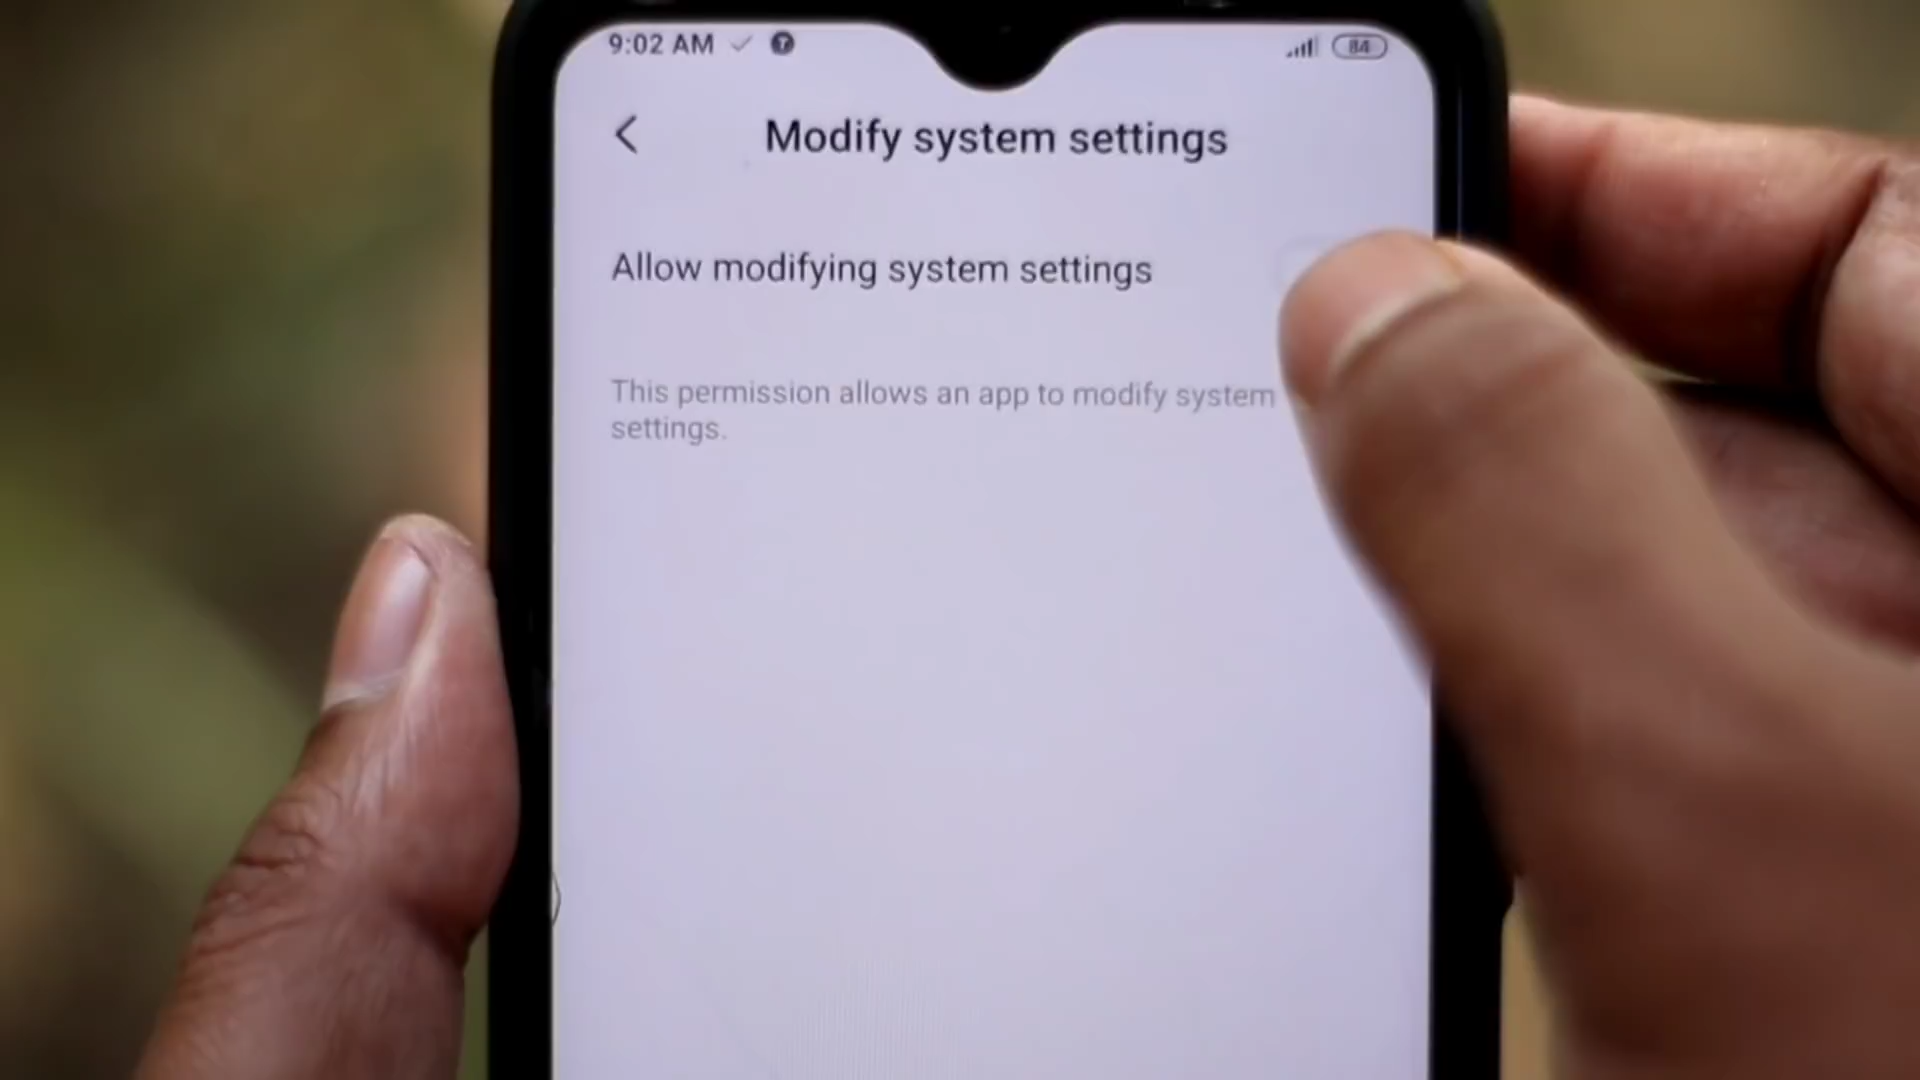 9:02 AM
84
Modify system settings
Allow modifying system settings
This permission allows an app to modify system
settings.